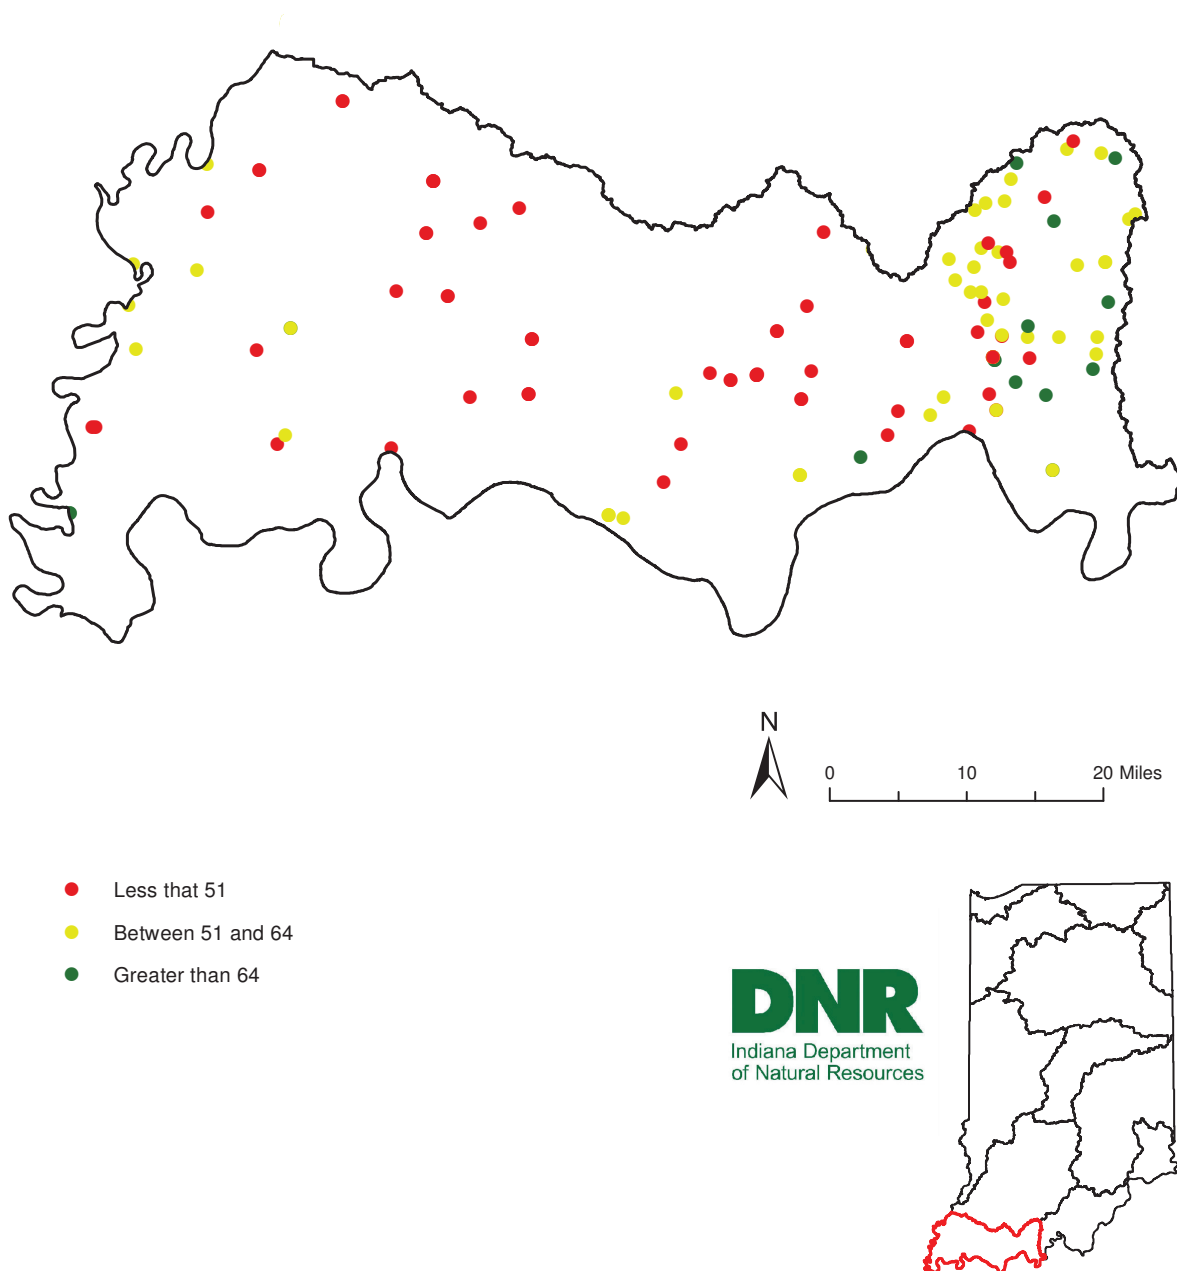 N
0 10 20 Miles
Less that 51
Between 51 and 64
Greater than 64
DNR
Indiana Department
of Natural Resources